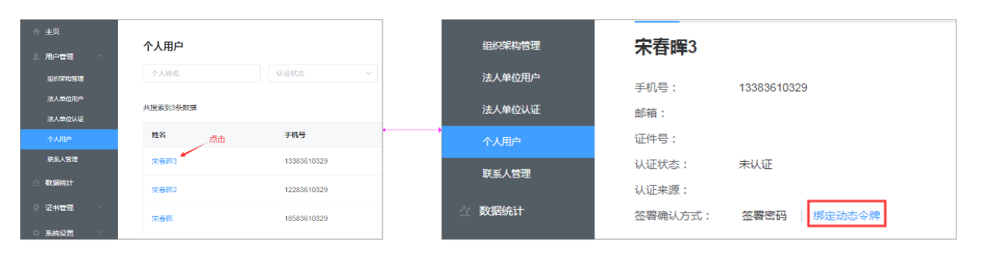 主页
用户管理
组织架构管理
法人单位用户
法人单位认证
个人用户
联系人管理
数据统计
证书管理
系统设置
个人用户
个人姓名 认证状态
共搜索到3条数据
姓名 点击 手机号
宋春晖3 13383610329
宋春晖2 12283610329
宋春晖 18583610329
组织架构管理
法人单位用户
法人单位认证
个人用户
联系人管理
数据统计
宋春晖3
手机号： 13383610329
邮箱：
证件号：
认证状态： 未认证
认证来源：
签署确认方式： 签署密码 绑定动态令牌